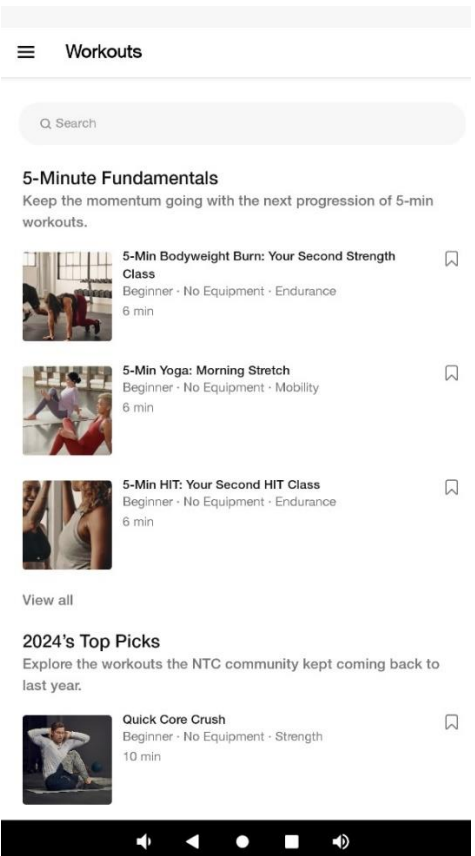 Workouts
Search
5-Minute Fundamentals
Keep the momentum going with the next progression of 5-min
workouts.
5-Min Bodyweight Burn: Your Second Strength
Class
Beginner · No Equipment · Endurance
6 min
5-Min Yoga: Morning Stretch
Beginner · No Equipment · Mobility
6 min
5-Min HIT: Your Second HIT Class
Beginner · No Equipment · Endurance
6 min
View all
2024’s Top Picks
Explore the workouts the NTC community kept coming back to
last year.
Quick Core Crush
Beginner · No Equipment · Strength
10 min